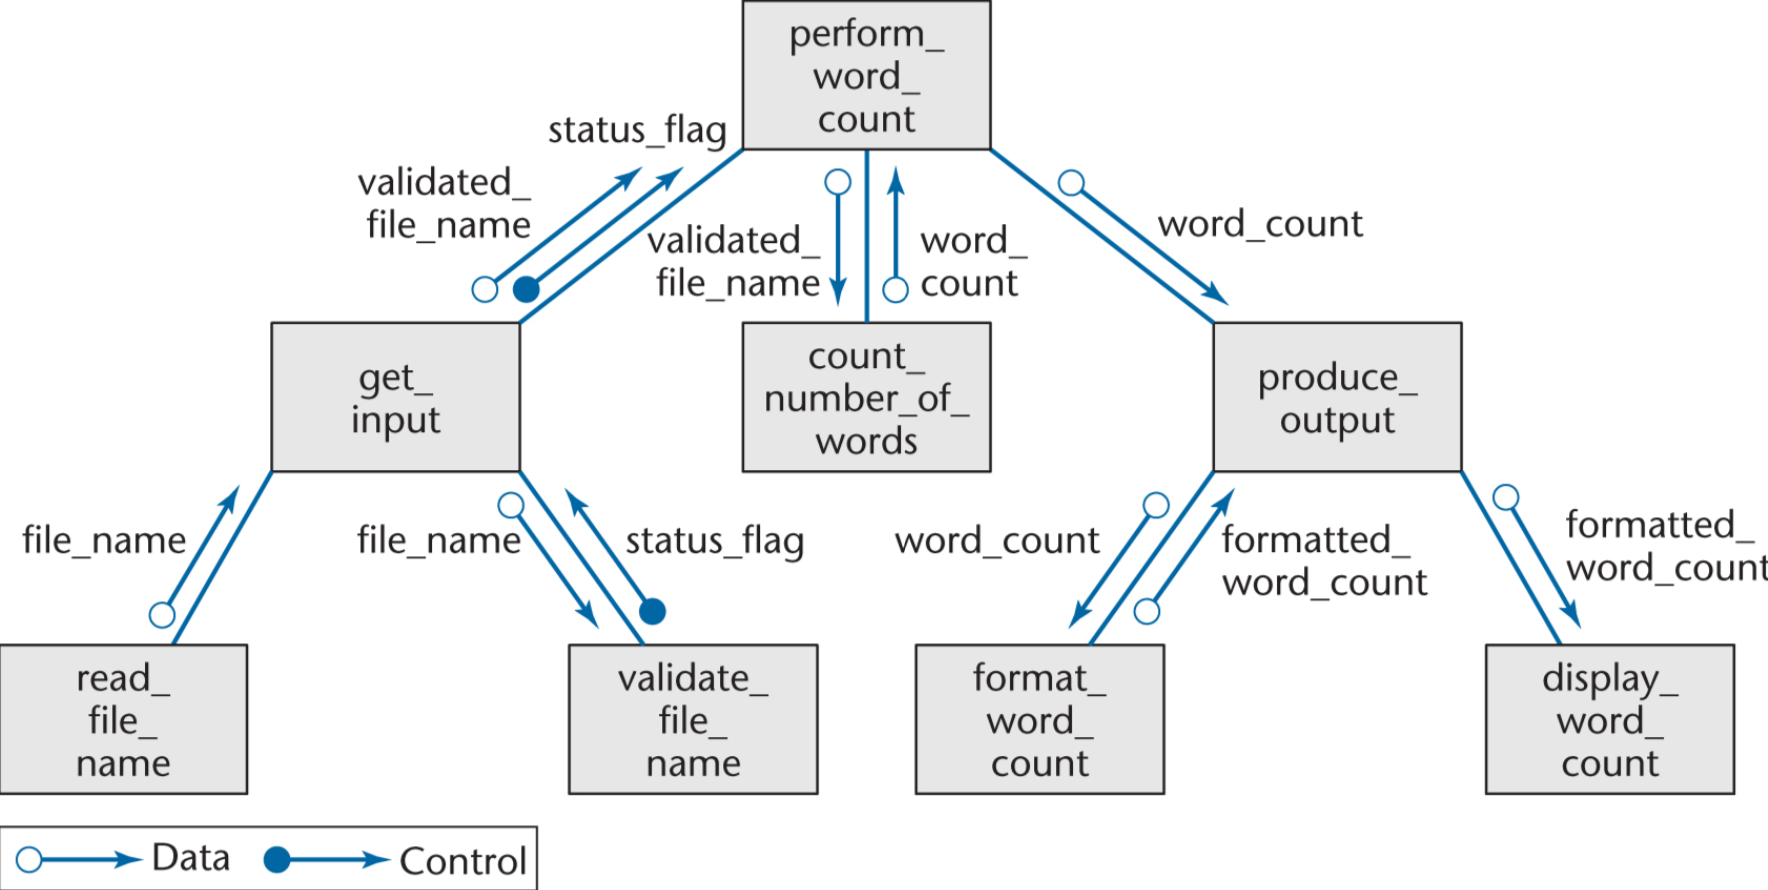 perform_
word_
count
status_flag
validated_
file_name
validated_
file_name
word_
count
word_count
get_
input
count_
number_of_
words
produce_
output
file_name
file_name
status_flag
word_count
formatted_
word_count
formatted_
word_count
read_
file_
name
validate_
file_
name
format_
word_
count
display_
word_
count
Data
Control